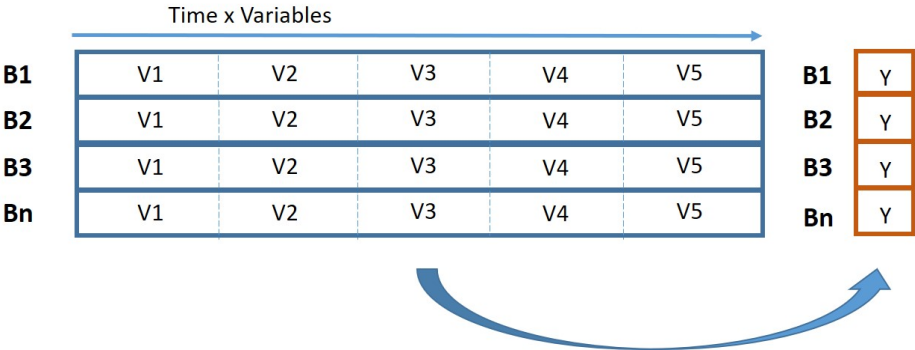 Time x Variables
B1 V1 V2 V3 V4 V5 B1 Y
B2 V1 V2 V3 V4 V5 B2 Y
B3 V1 V2 V3 V4 V5 B3 Y
Bn V1 V2 V3 V4 V5 Bn Y